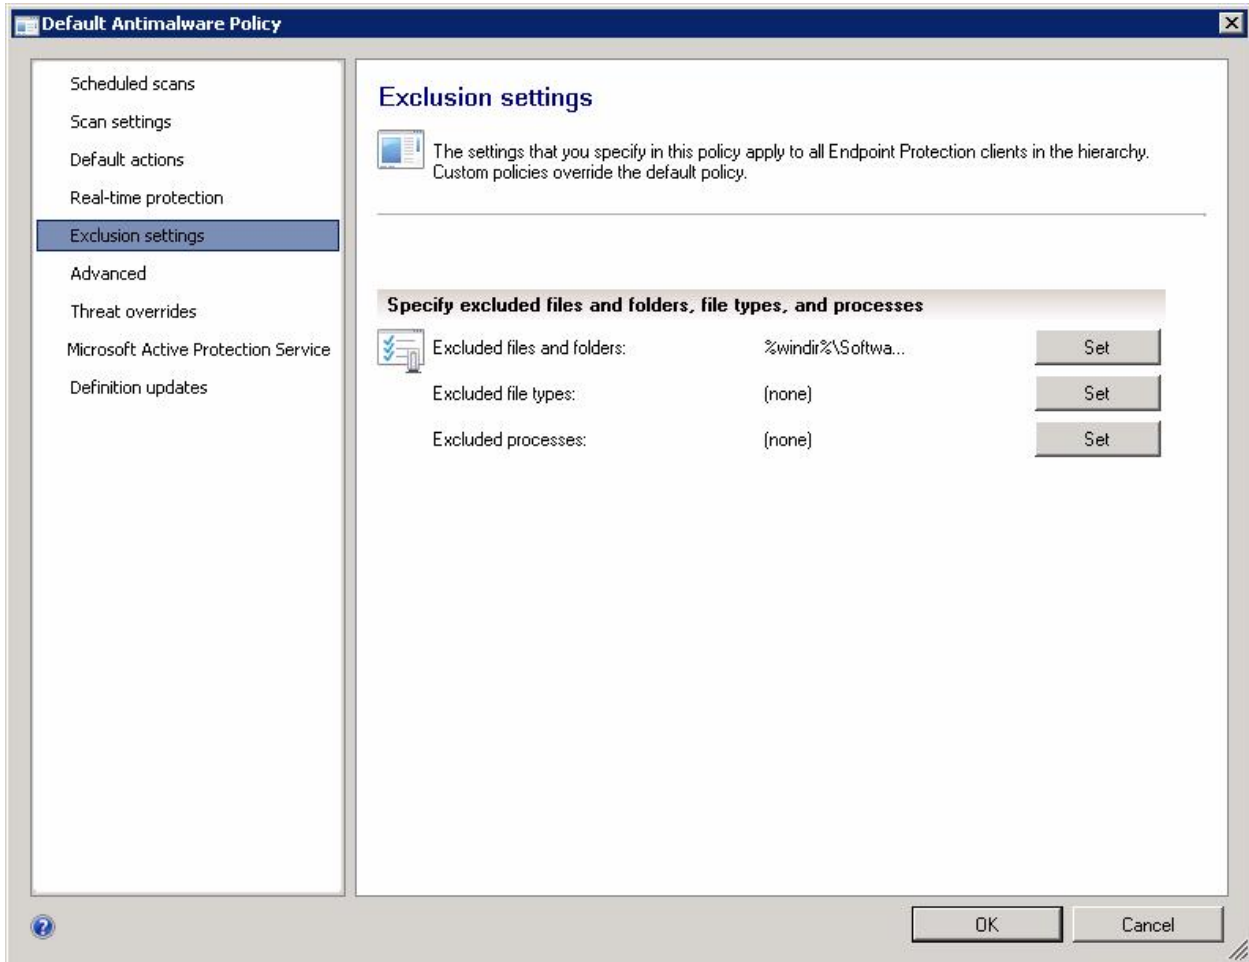 Default Antimalware Policy
Scheduled scans
Scan settings
Default actions
Real-time protection
Exclusion settings
Advanced
Threat overrides
Microsoft Active Protection Service
Definition updates
Exclusion settings
The settings that you specify in this policy apply to all Endpoint Protection clients in the hierarchy.
Custom policies override the default policy.
Specify excluded files and folders, file types, and processes
Excluded files and folders: %windir%\Softwa... Set
Excluded file types: (none) Set
Excluded processes: (none) Set
OK Cancel